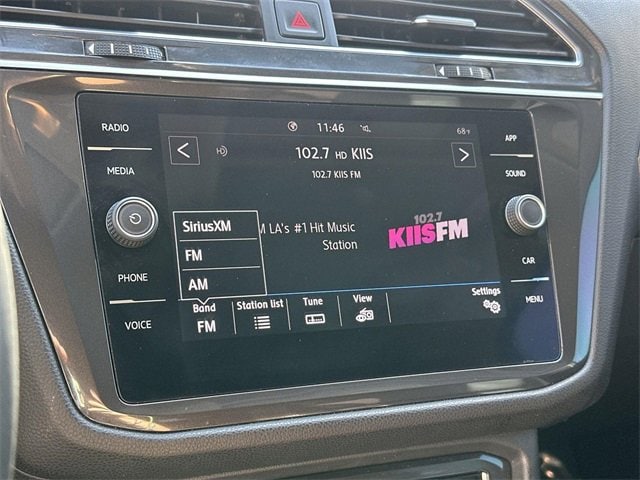 11:46
68°F
RADIO
MEDIA
PHONE
VOICE
102.7 HD KIIS
102.7 KIIS FM
SiriusXM
FM
AM
LA's #1 Hit Music
Station
102.7
KIISFM
Band
FM
Station list
Tune
View
Settings
APP
SOUND
CAR
MENU